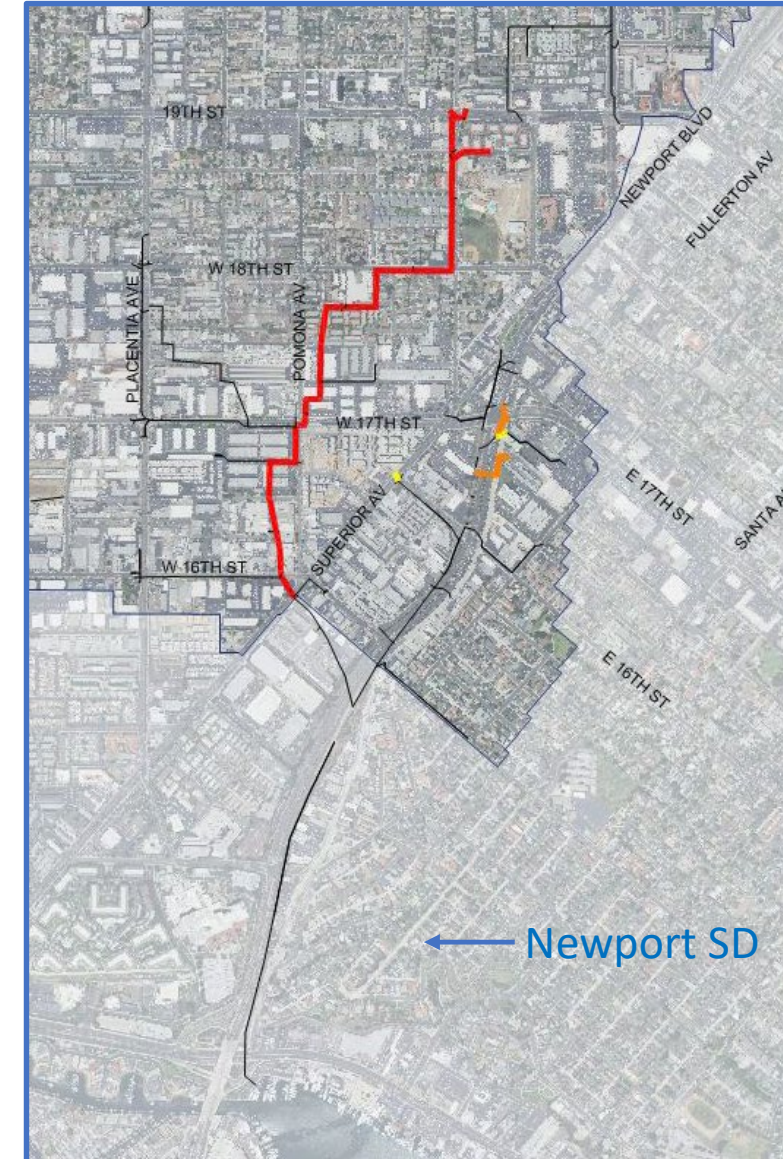 19TH ST
NEWPORT BLVD
FULLERTON AV
W 18TH ST
PLACENTIA AVE
POMONA AV
W 17TH ST
E 17TH ST
SANTA A
SUPERIOR AV
W 16TH ST
E 16TH ST
Newport SD